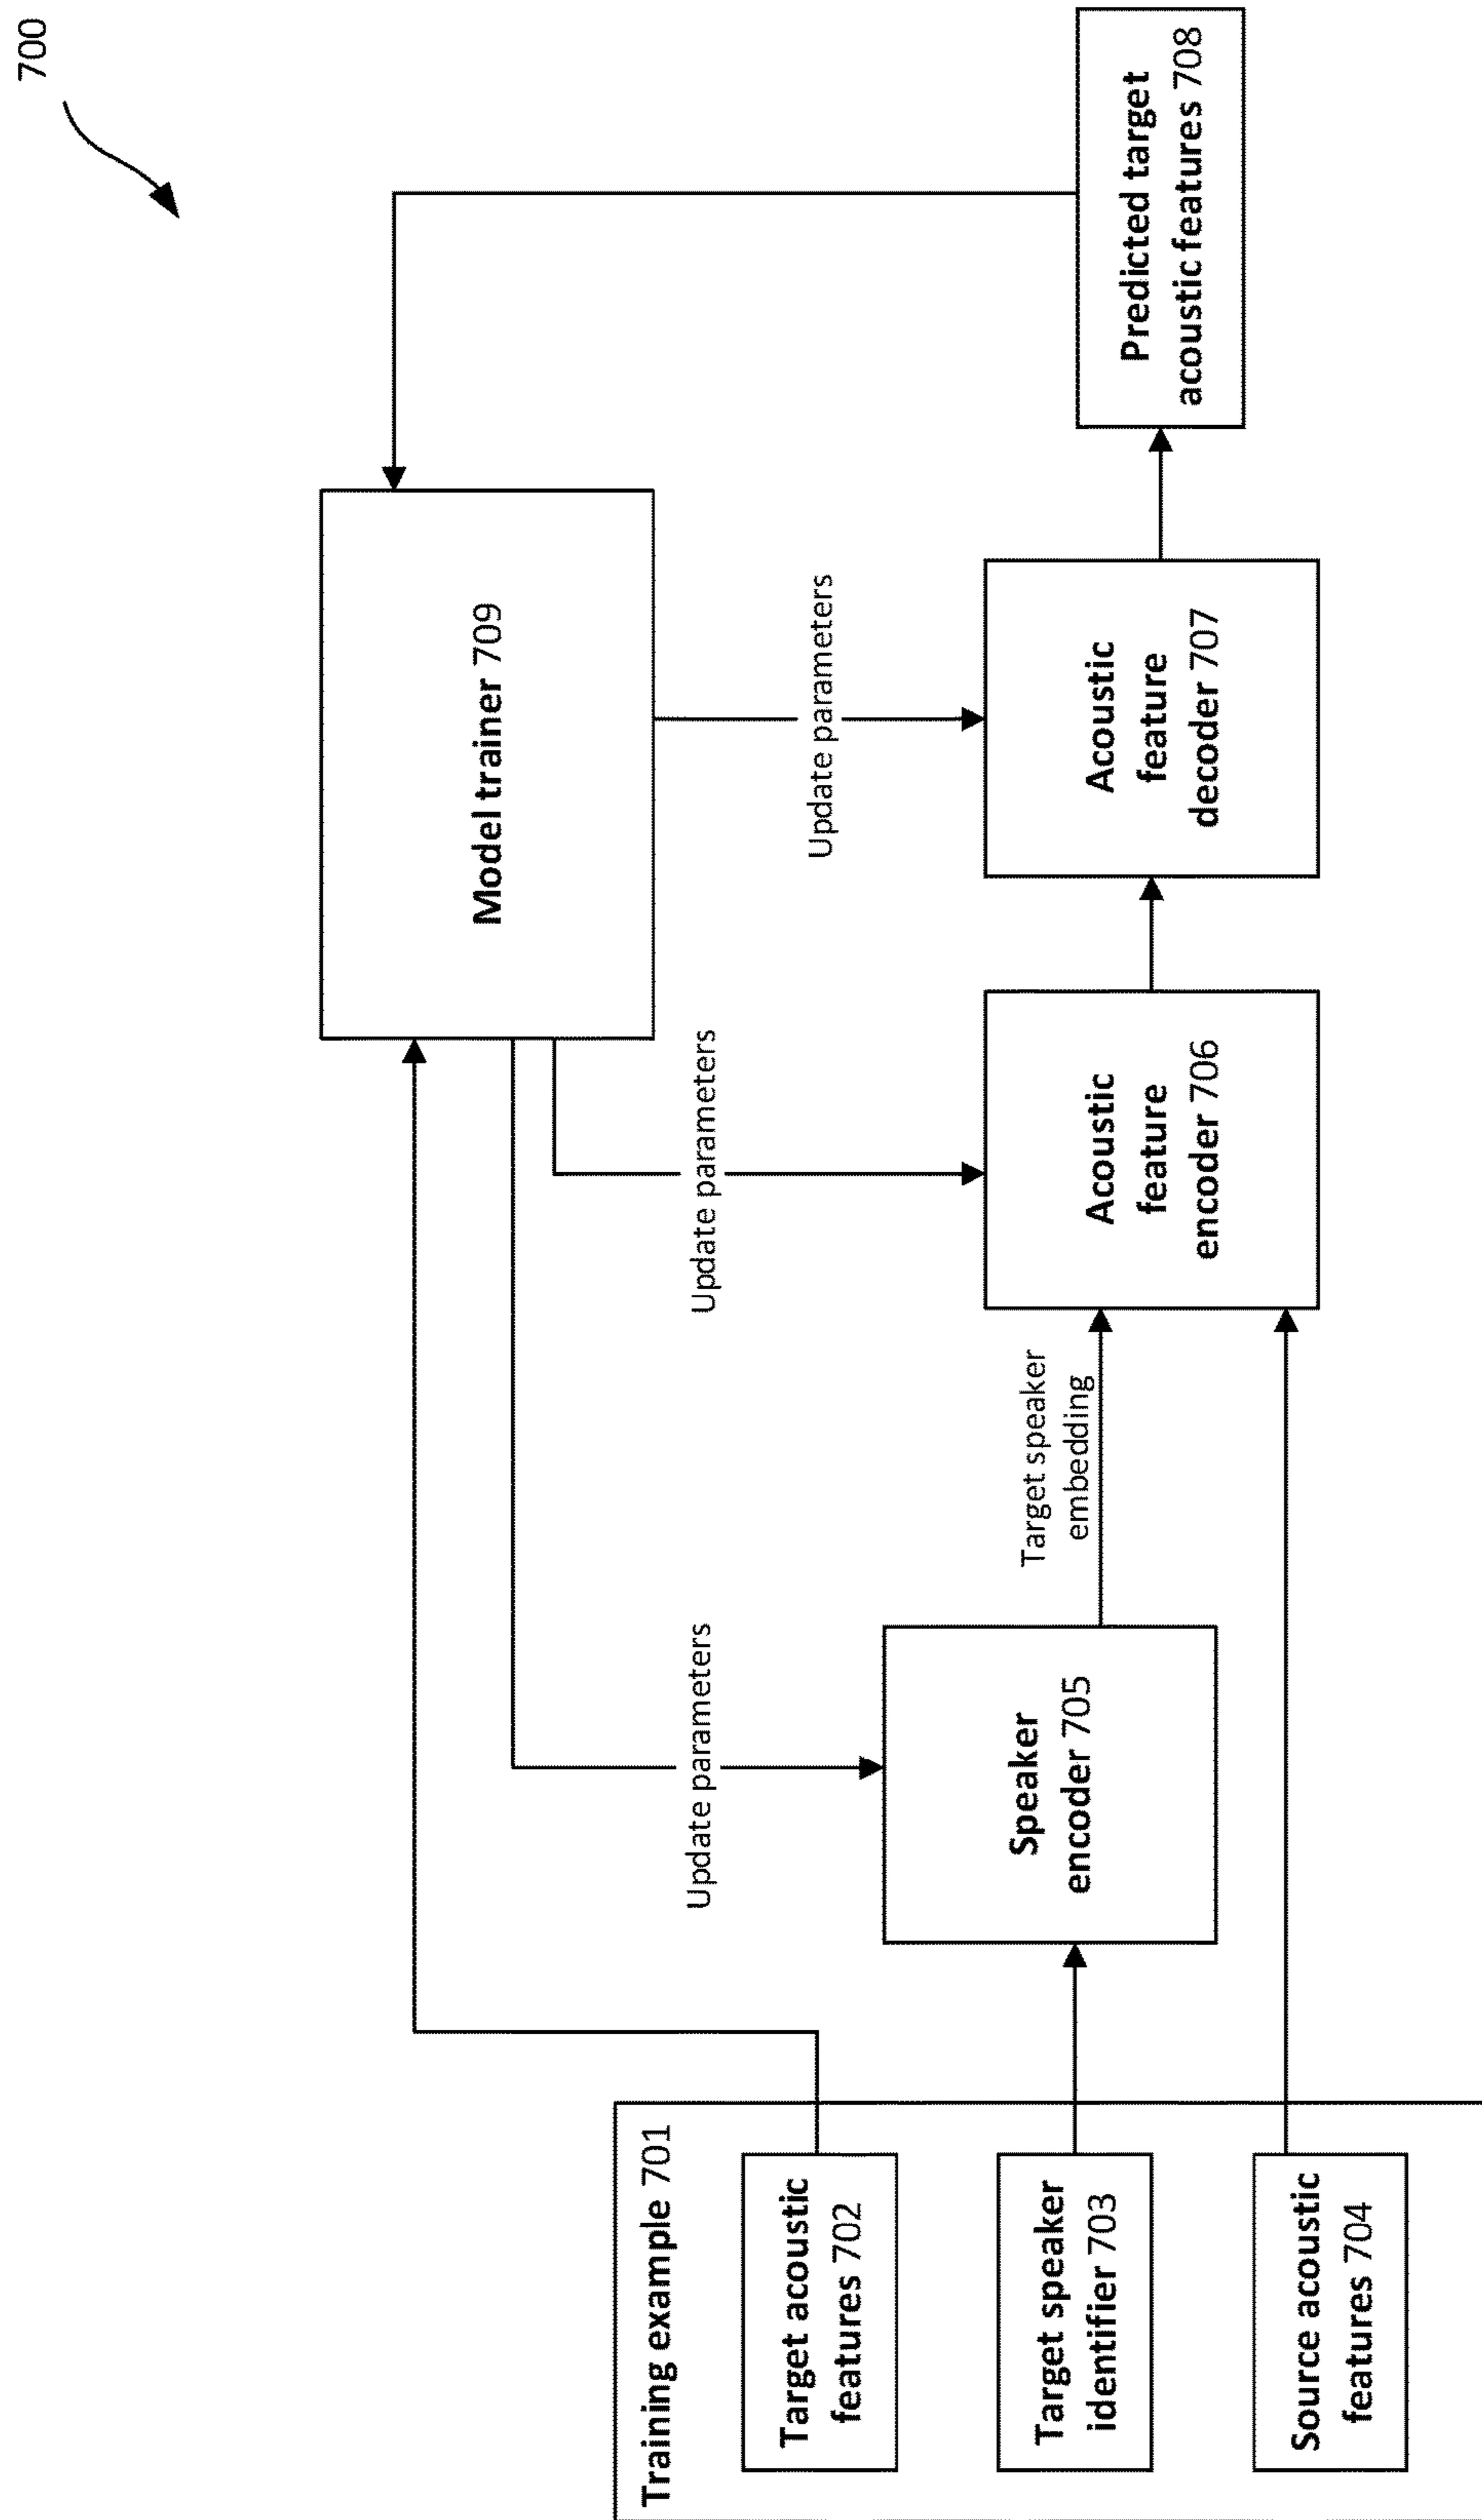 700
Training example 701
Target acoustic
features 702
Target speaker
identifier 703
Source acoustic
features 704
Update parameters
Speaker
encoder 705
Target speaker
embedding
Update parameters
Acoustic
feature
encoder 706
Model trainer 709
Update parameters
Acoustic
feature
decoder 707
Predicted target
acoustic features 708